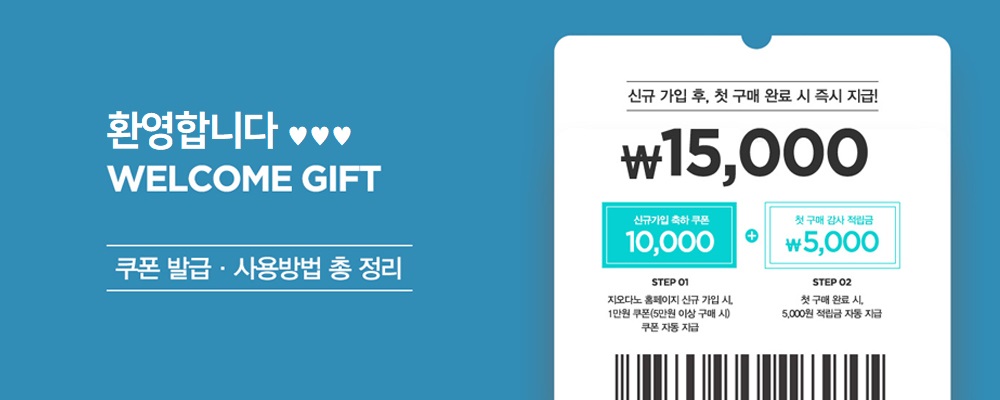 환영합니다 ♥♥♥
WELCOME GIFT
쿠폰 발급 · 사용방법 총 정리
신규 가입 후, 첫 구매 완료 시 즉시 지급!
₩15,000
신규가입 축하 쿠폰
10,000
+
첫 구매 감사 적립금
₩5,000
STEP 01
지오다노 홈페이지 신규 가입 시,
1만원 쿠폰(5만원 이상 구매 시)
쿠폰 자동 지급
STEP 02
첫 구매 완료 시,
5,000원 적립금 자동 지급